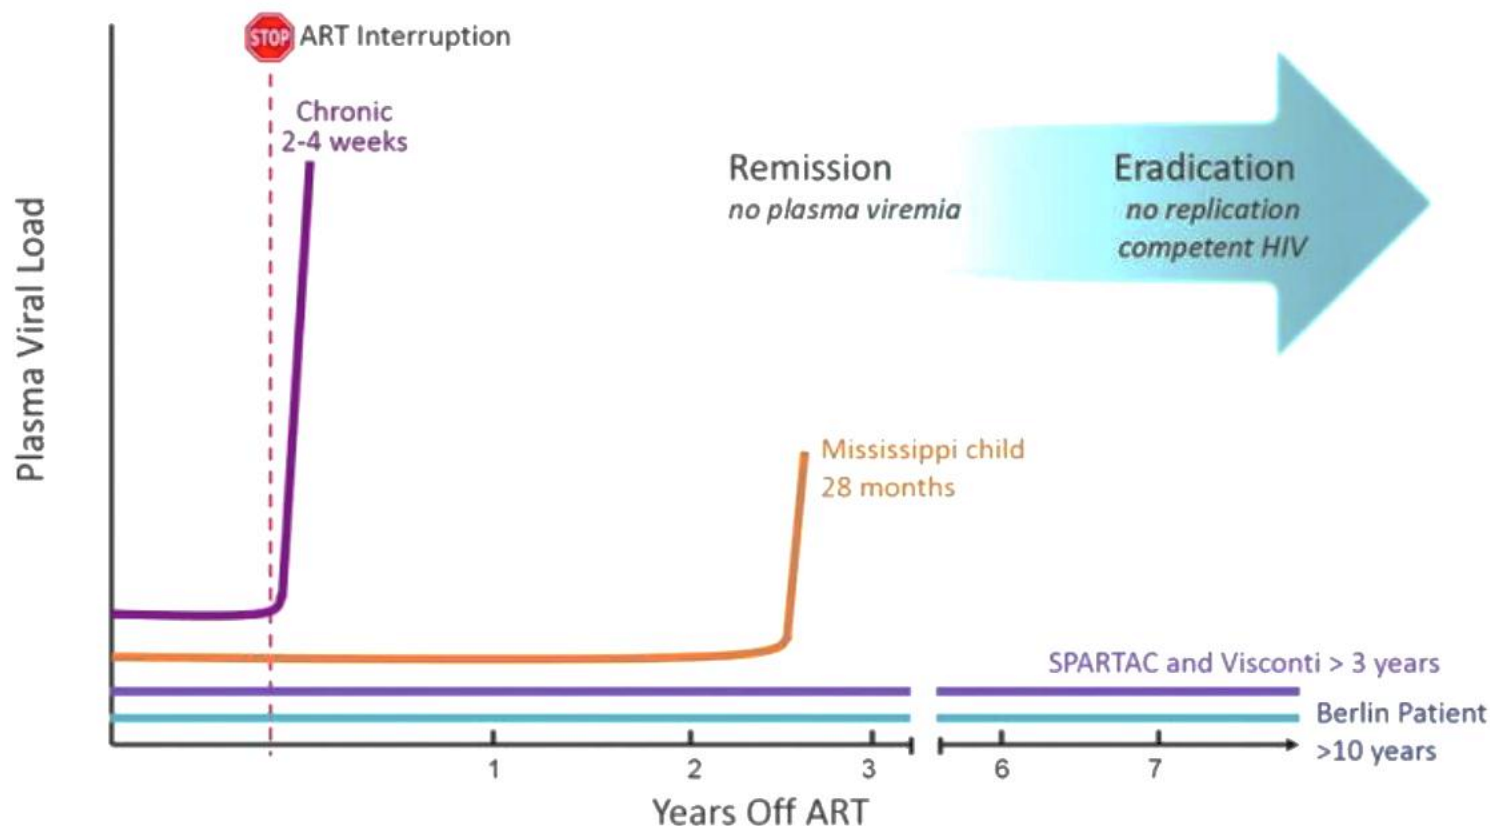 STOP ART Interruption
Chronic
2-4 weeks
Remission
no plasma viremia
Eradication
no replication
competent HIV
Plasma Viral Load
Mississippi child
28 months
SPARTAC and Visconti > 3 years
Berlin Patient
>10 years
1 2 3 6 7
Years Off ART